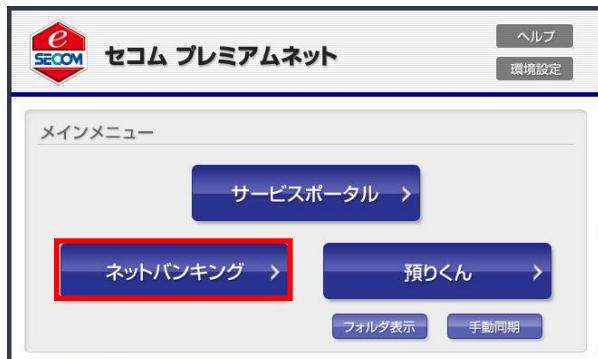 ヘルプ
e
SECOM
セコム プレミアムネット
環境設定
メインメニュー
サービスポータル
ネットバンキング
預りくん
フォルダ表示
手動同期